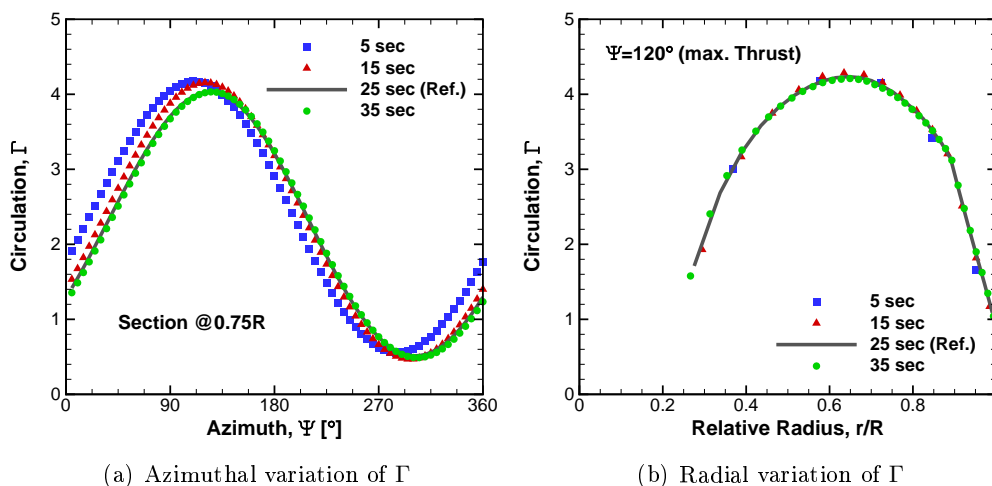 5
4
3
2
1
0
0
90
180
270
360
Circulation, Γ
Azimuth, Ψ [°]
5 sec
15 sec
25 sec (Ref.)
35 sec
Section @0.75R
(a) Azimuthal variation of Γ
5
4
3
2
1
0
0
0.2
0.4
0.6
0.8
Circulation, Γ
Relative Radius, r/R
Ψ=120° (max. Thrust)
5 sec
15 sec
25 sec (Ref.)
35 sec
(b) Radial variation of Γ